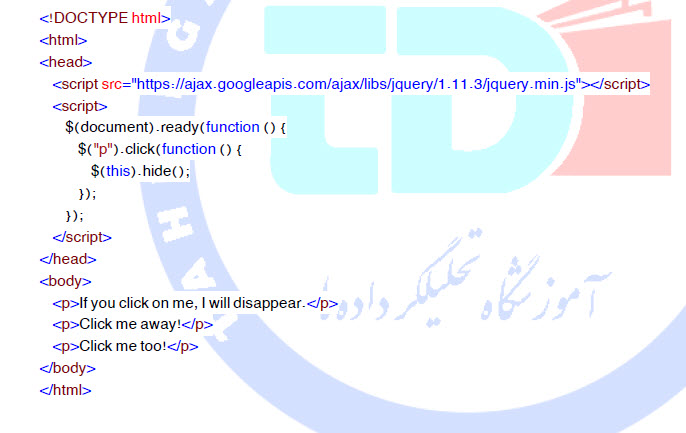 <!DOCTYPE html>
<html>
<head>
<script src="https://ajax.googleapis.com/ajax/libs/jquery/1.11.3/jquery.min.js"></script>
<script>
$(document).ready(function () {
$("p").click(function () {
$(this).hide();
});
});
</script>
</head>
<body>
<p>If you click on me, I will disappear.</p>
<p>Click me away!</p>
<p>Click me too!</p>
</body>
</html>
آموزشگاه تحلیلگر داده‌ها